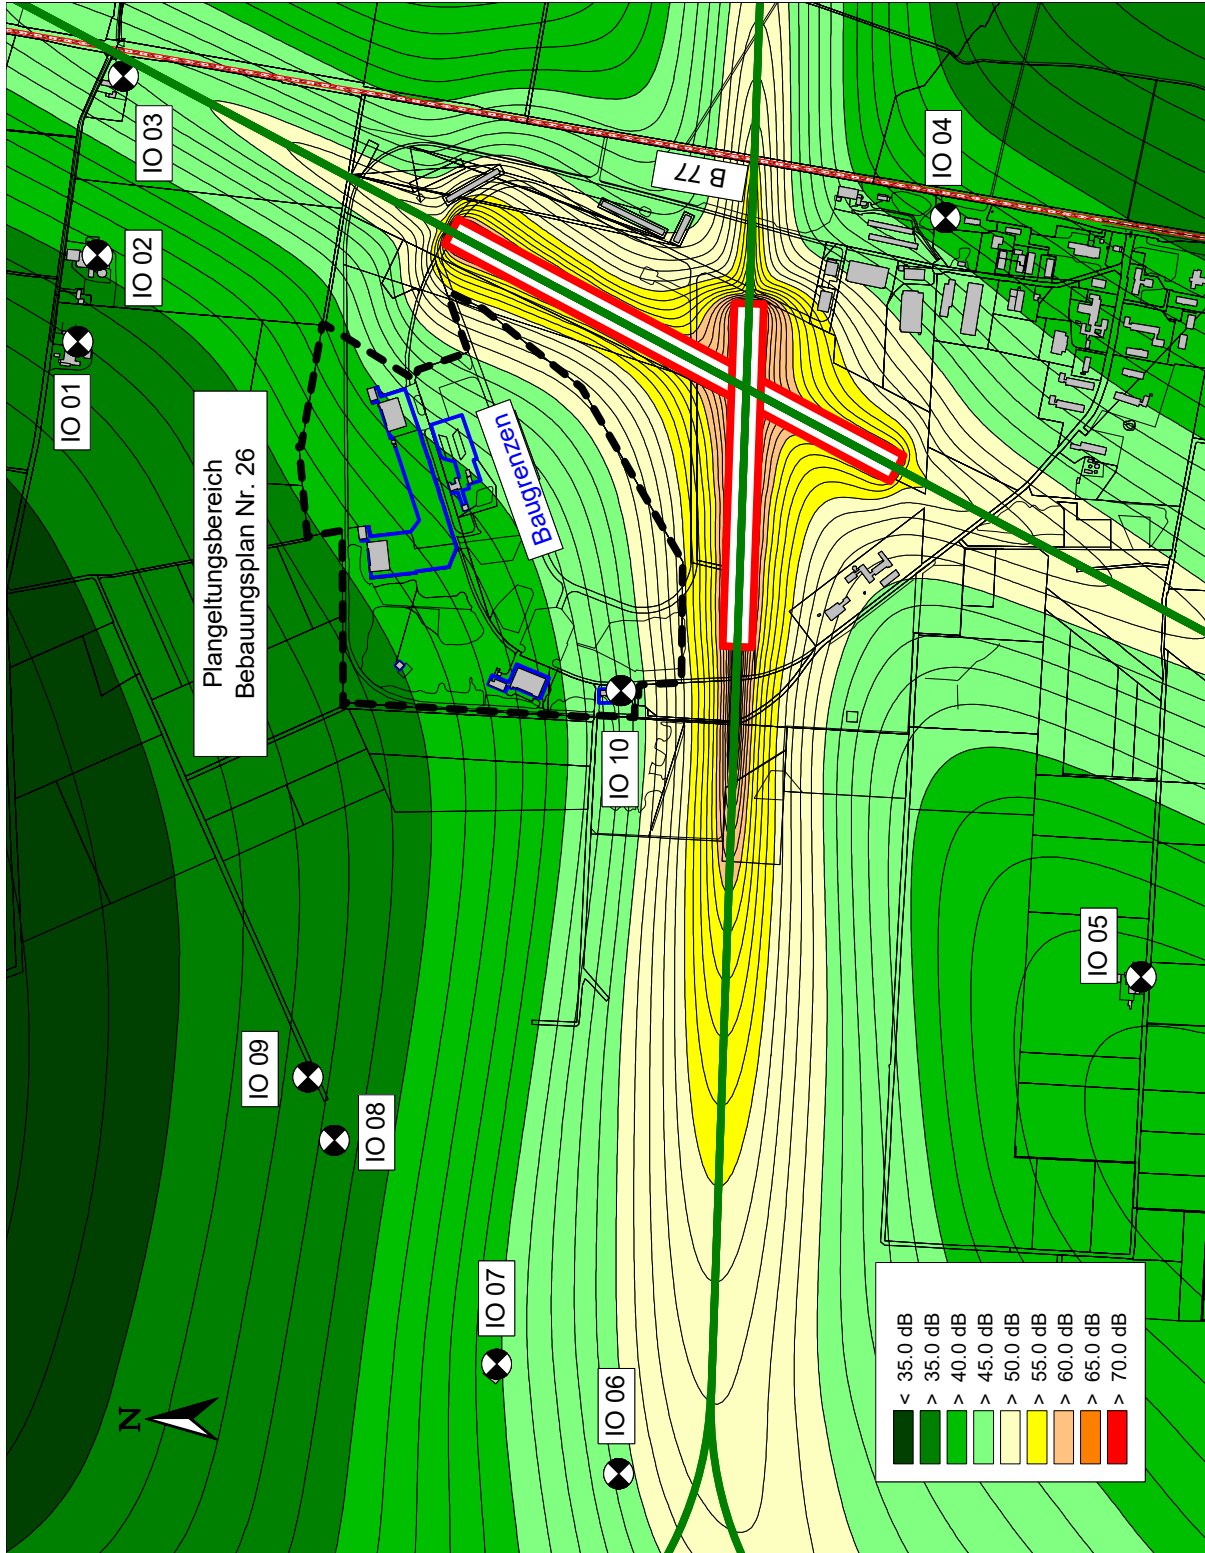 IO 03
IO 02
IO 01
IO 04
B 77
Plangeltungsbereich
Bebauungsplan Nr. 26
Baugrenzen
IO 10
IO 05
IO 09
IO 08
IO 07
IO 06
N
< 35.0 dB
> 35.0 dB
> 40.0 dB
> 45.0 dB
> 50.0 dB
> 55.0 dB
> 60.0 dB
> 65.0 dB
> 70.0 dB